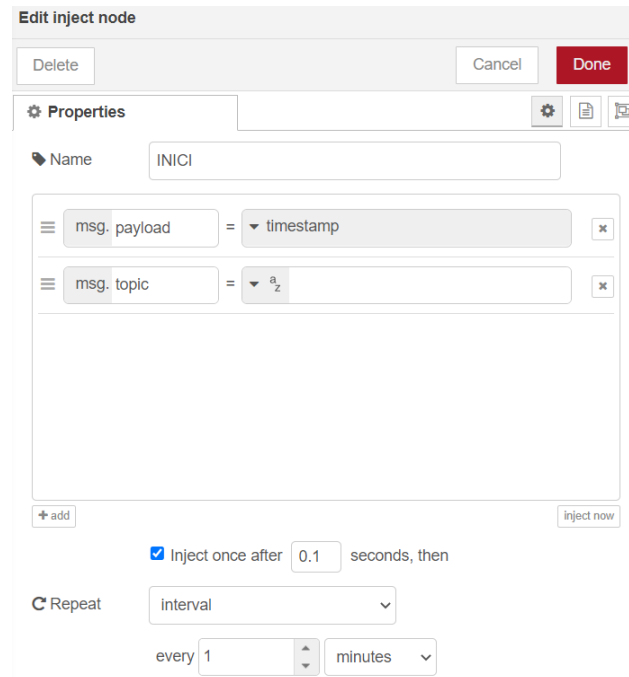 Edit inject node
Delete Cancel Done
Properties
Name INICI
msg. payload = timestamp
msg. topic = a z
+ add inject now
Inject once after 0.1 seconds, then
Repeat interval
every 1 minutes